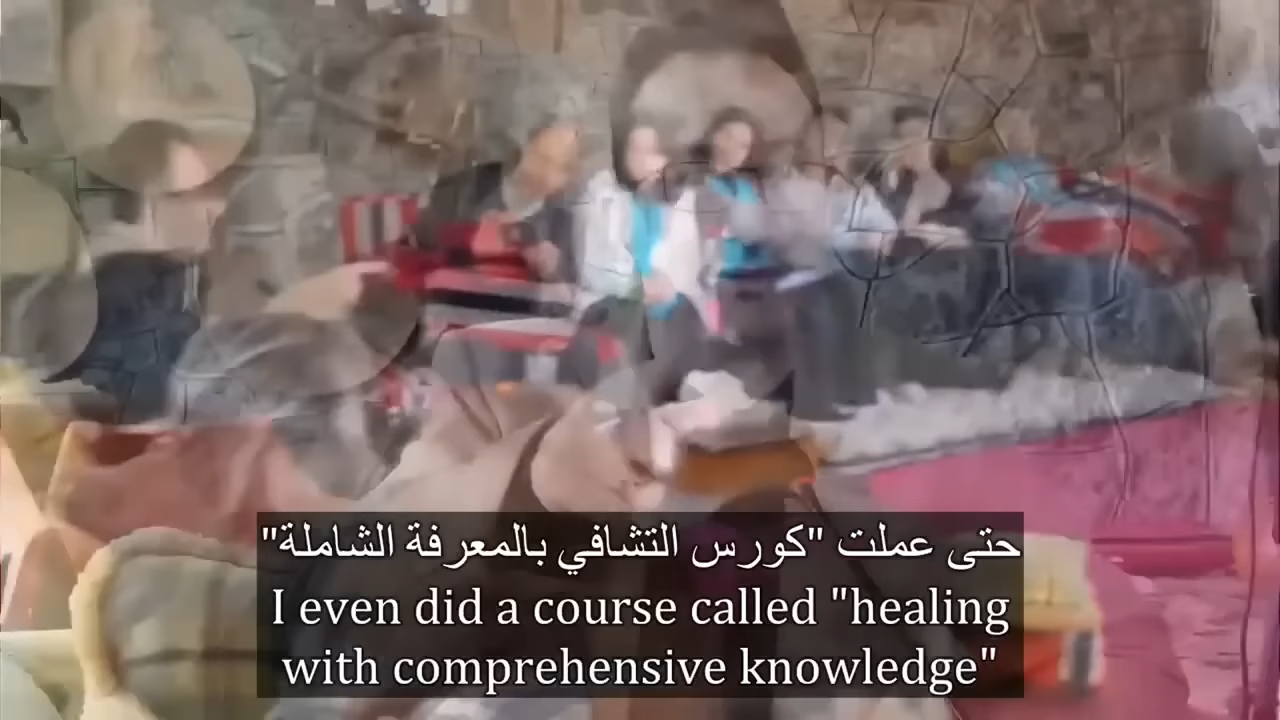 حتى عملت "كورس التشافي بالمعرفة الشاملة"
I even did a course called "healing
with comprehensive knowledge"